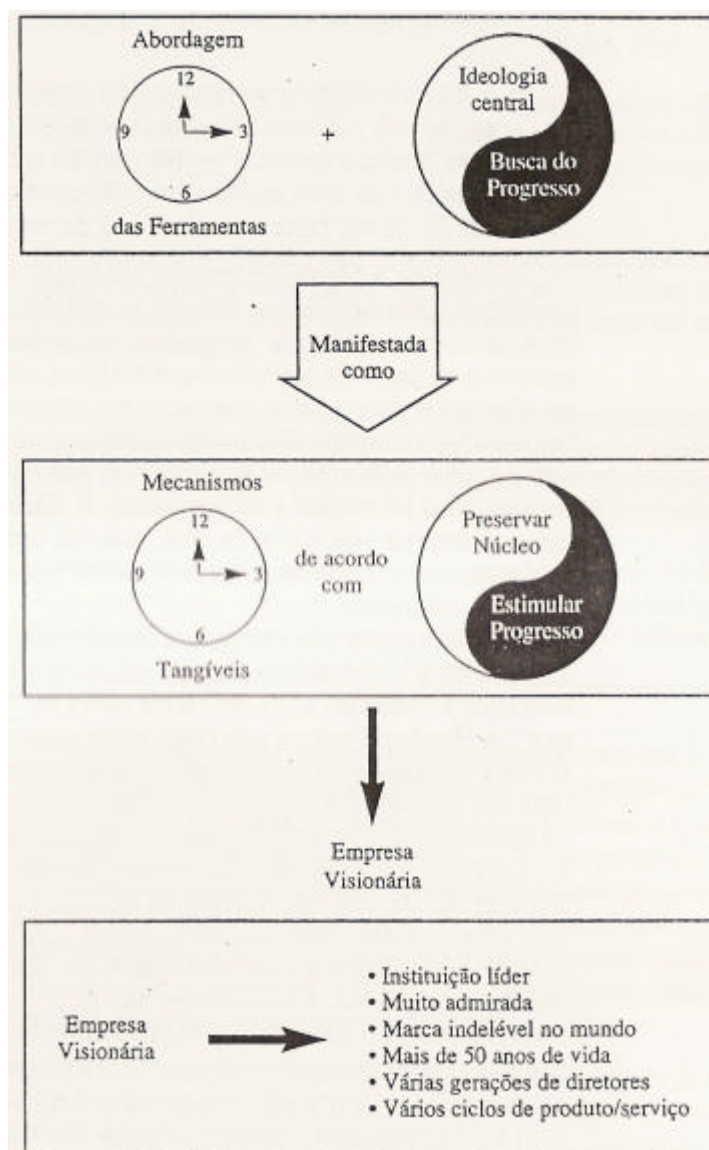 Abordagem
12
9
3
6
das Ferramentas
+
Ideologia
central
Busca do
Progresso
Manifestada
como
Mecanismos
12
9
3
6
Tangíveis
de acordo
com
Preservar
Núcleo
Estimular
Progresso
Empresa
Visionária
Empresa
Visionária
• Instituição líder
• Muito admirada
• Marca indelével no mundo
• Mais de 50 anos de vida
• Várias gerações de diretores
• Vários ciclos de produto/serviço